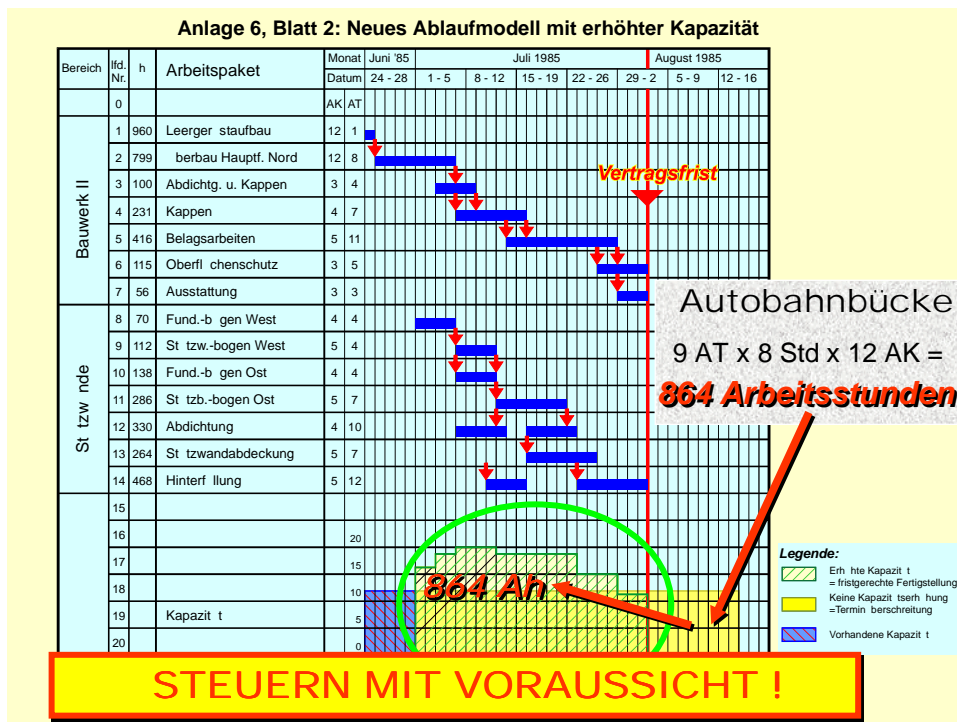 Anlage 6, Blatt 2: Neues Ablaufmodell mit erhöhter Kapazität
Bereich lfd. Nr. h Arbeitspaket Monat Juni '85 Juli 1985 August 1985
Datum 24 - 28 1 - 5 8 - 12 15 - 19 22 - 26 29 - 2 5 - 9 12 - 16
0 AK AT
Bauwerk II
1 960 Leerger staufbau 12 1
2 799 berbau Hauptf. Nord 12 8
3 100 Abdichtg. u. Kappen 3 4
4 231 Kappen 4 7
5 416 Belagsarbeiten 5 11
6 115 Oberfl chenschutz 3 5
7 56 Ausstattung 3 3
Vertragsfrist
St tzw nde
8 70 Fund.-b gen West 4 4
9 112 St tzw.-bogen West 5 4
10 138 Fund.-b gen Ost 4 4
11 286 St tzb.-bogen Ost 5 7
12 330 Abdichtung 4 10
13 264 St tzwandabdeckung 5 7
14 468 Hinterf llung 5 12
15
16 20
17 15
18 10
19 Kapazit t 5
20 0
Autobahnbücke
9 AT x 8 Std x 12 AK =
864 Arbeitsstunden
864 Ah
Legende:
Erh hte Kapazit t
= fristgerechte Fertigstellung
Keine Kapazit tserh hung
=Termin berschreitung
Vorhandene Kapazit t
STEUERN MIT VORAUSSICHT !